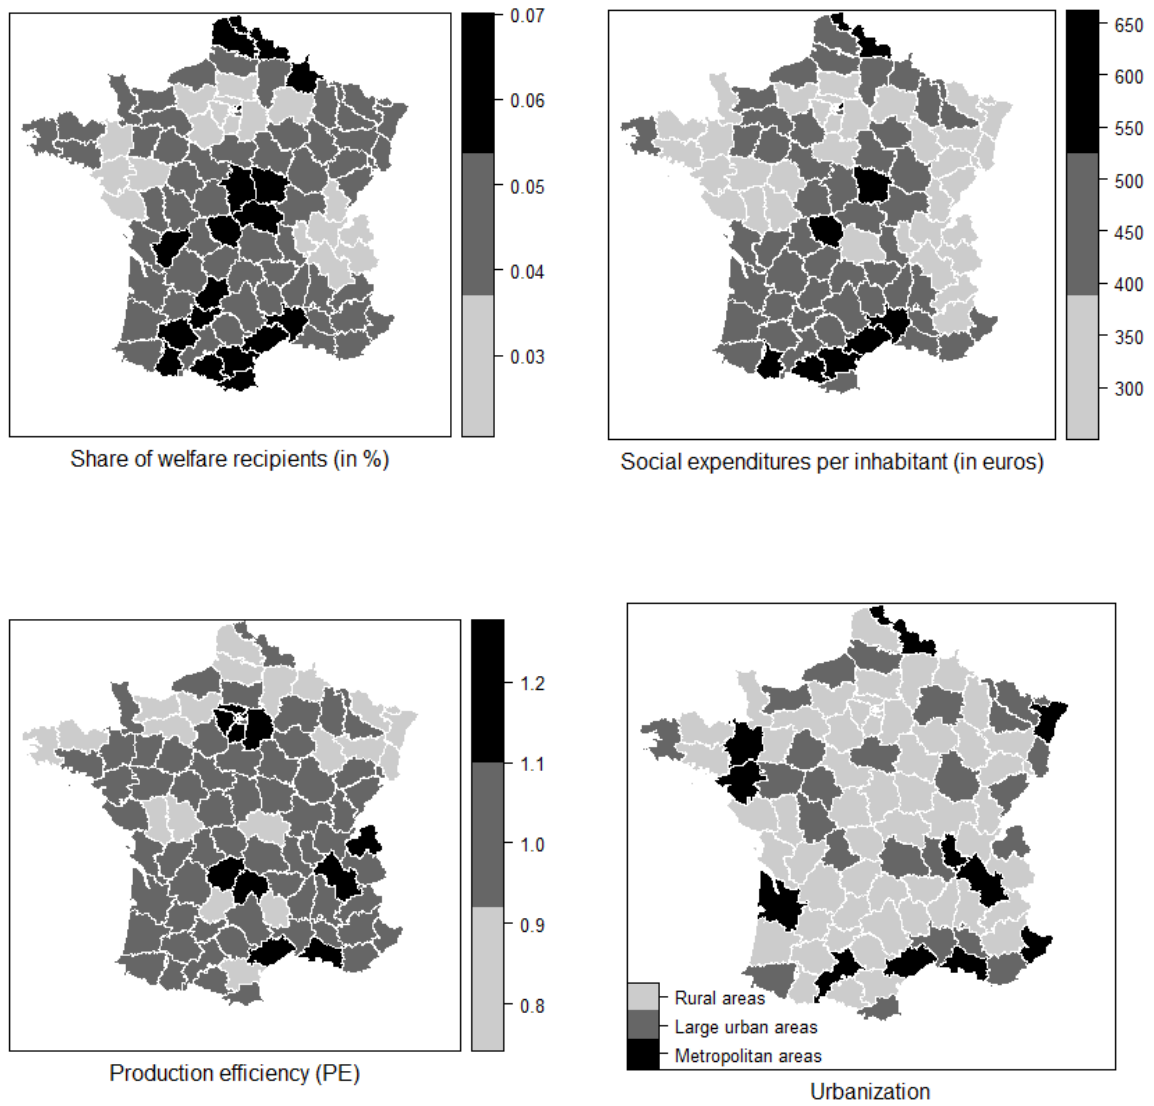 0.07
0.06
0.05
0.04
0.03
Share of welfare recipients (in %)
650
600
550
500
450
400
350
300
Social expenditures per inhabitant (in euros)
1.2
1.1
1.0
0.9
0.8
Production efficiency (PE)
Rural areas
Large urban areas
Metropolitan areas
Urbanization